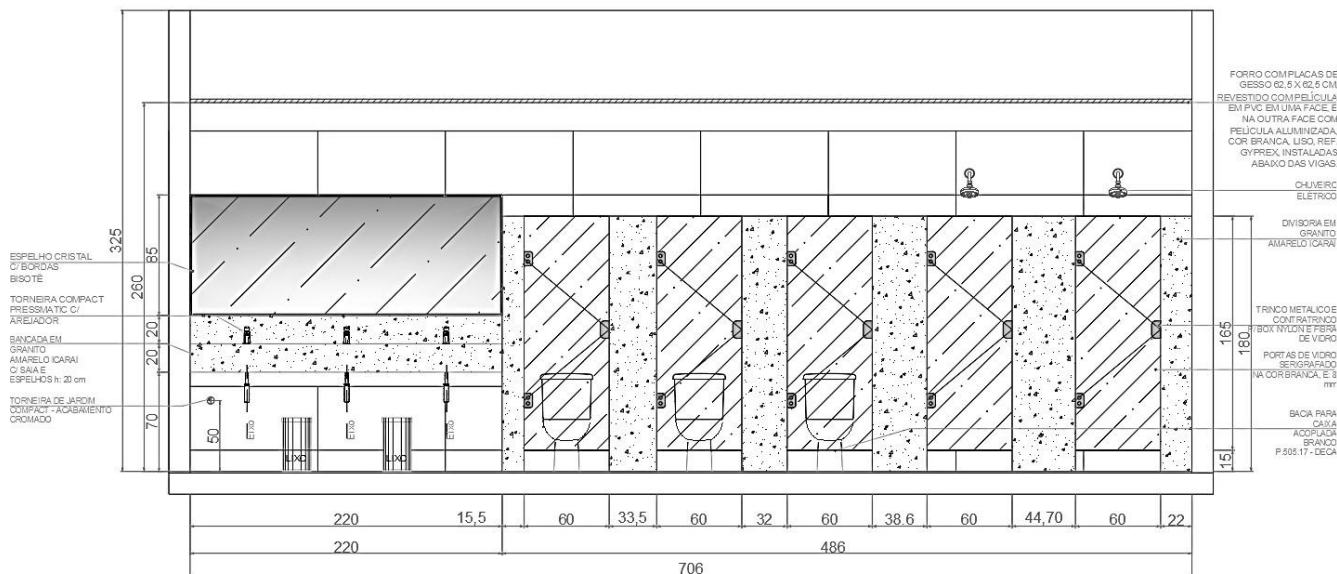 FORRO COM PLACAS DE
GESSO 62,5 X 62,5 CM
REVESTIDO COM PELÍCULA
EM PVC EM UMA FACE, E
NA OUTRA FACE COM
PELÍCULA ALUMINIZADA,
COR BRANCA, LISO, REF.
GYPREX, INSTALADAS
ABAIXO DAS VIGAS.
CHUVEIRO
ELÉTRICO
DIVISORIA EM
GRANITO
AMARELO ICARAÍ
TRINCO METALICO E
CONTRATRINCO
P/BOX NYLON E FIBRA
DE VIDRO
PORTAS DE VIDRO
SERIGRAFADO
NA COR BRANCA, E: 8
mm
BACIA PARA
CAIXA
ACOPLADA
BRANCO
P.505.17 - DECA
ESPELHO CRISTAL
C/ BORDAS
BISOTÊ
TORNEIRA COMPACT
PRESSMATIC C/
AREJADOR
BANCADA EM
GRANITO
AMARELO ICARAI
C/ SAIA E
ESPELHOS h: 20 cm
TORNEIRA DE JARDIM
COMPACT - ACABAMENTO
CROMADO
325
260
85
20
20
70
50
EIXO
LIXO
EIXO
LIXO
EIXO
165
180
15
220
15,5
60
33,5
60
32
60
38.6
60
44,70
60
22
220
486
706